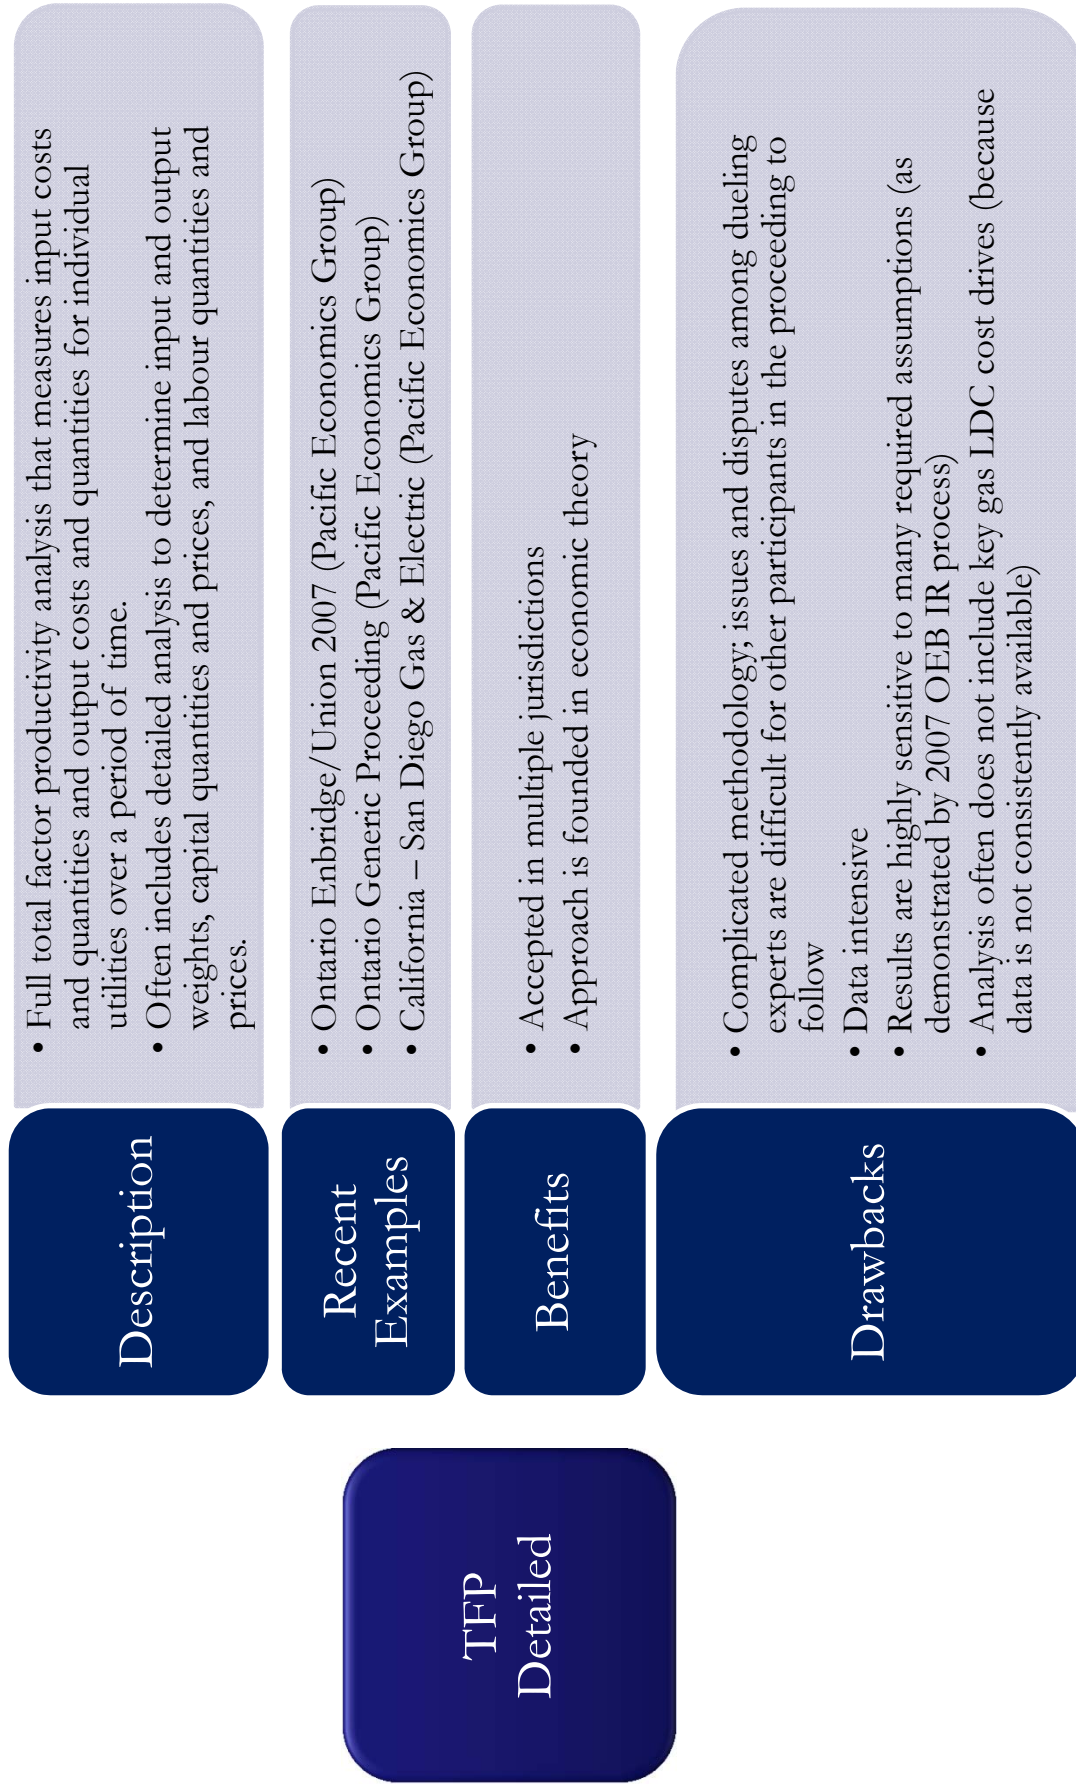 TFP
Detailed
Description
• Full total factor productivity analysis that measures input costs
and quantities and output costs and quantities for individual
utilities over a period of time.
• Often includes detailed analysis to determine input and output
weights, capital quantities and prices, and labour quantities and
prices.
Recent
Examples
• Ontario Enbridge/Union 2007 (Pacific Economics Group)
• Ontario Generic Proceeding (Pacific Economics Group)
• California – San Diego Gas & Electric (Pacific Economics Group)
Benefits
• Accepted in multiple jurisdictions
• Approach is founded in economic theory
Drawbacks
• Complicated methodology; issues and disputes among dueling
experts are difficult for other participants in the proceeding to
follow
• Data intensive
• Results are highly sensitive to many required assumptions (as
demonstrated by 2007 OEB IR process)
• Analysis often does not include key gas LDC cost drives (because
data is not consistently available)